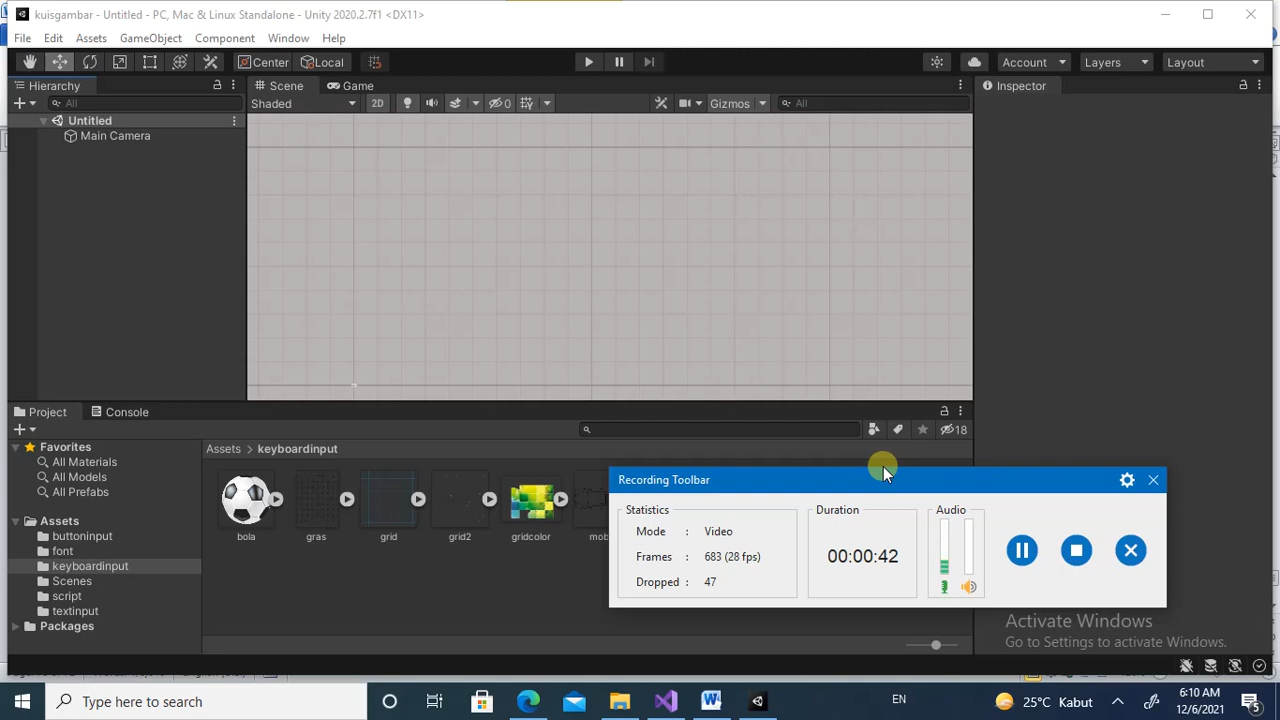 kuisgambar - Untitled - PC, Mac & Linux Standalone - Unity 2020.2.7f1 <DX11>
File Edit Assets GameObject Component Window Help
Center Local Account Layers Layout
Hierarchy Scene Game Inspector
All Shaded 2D 0 Gizmos All
Untitled
Main Camera
Project Console
18
Favorites
All Materials
All Models
All Prefabs
Assets
buttoninput
font
keyboardinput
Scenes
script
textinput
Packages
Assets > keyboardinput
bola gras grid grid2 gridcolor mob
Recording Toolbar
Statistics Duration Audio
Mode : Video
Frames : 683 (28 fps)
Dropped : 47
00:00:42
Activate Windows
Go to Settings to activate Windows.
Type here to search
EN
25°C Kabut
6:10 AM
12/6/2021
5